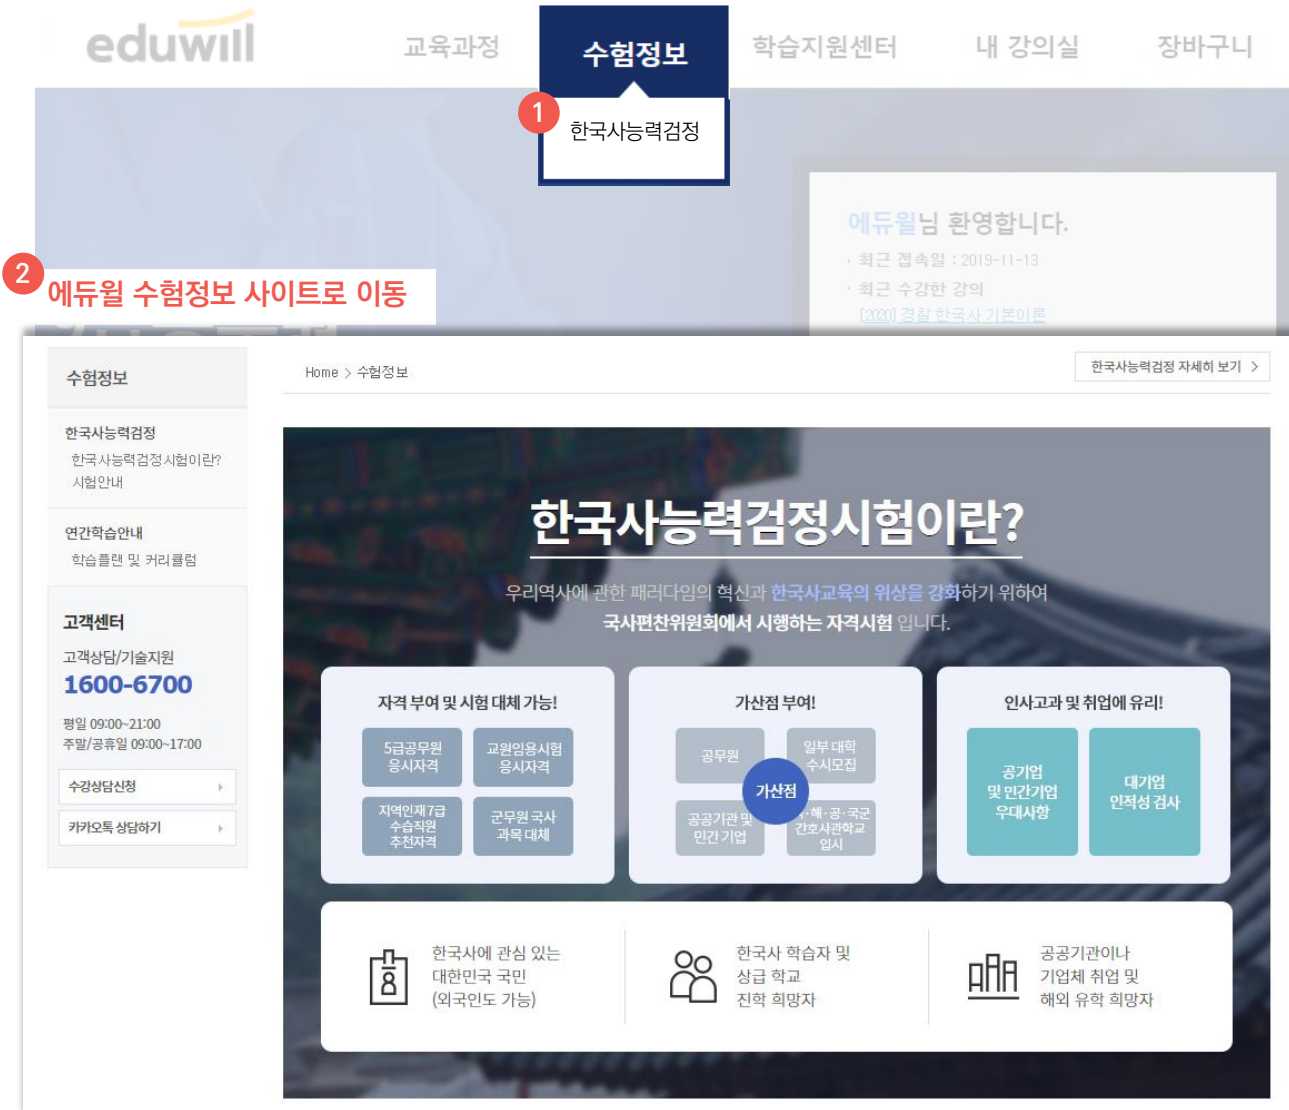 eduwill
교육과정
수험정보
학습지원센터
내 강의실
장바구니
1
한국사능력검정
에듀윌님 환영합니다.
· 최근 접속일 : 2019-11-13
· 최근 수강한 강의
[2020] 경찰 한국사 기본이론
2
에듀윌 수험정보 사이트로 이동
수험정보
Home > 수험정보
한국사능력검정 자세히 보기 >
한국사능력검정
한국사능력검정시험이란?
시험안내
연간학습안내
학습플랜 및 커리큘럼
고객센터
고객상담/기술지원
1600-6700
평일 09:00~21:00
주말/공휴일 09:00~17:00
수강상담신청
카카오톡 상담하기
한국사능력검정시험이란?
우리역사에 관한 패러다임의 혁신과 한국사교육의 위상을 강화하기 위하여
국사편찬위원회에서 시행하는 자격시험 입니다.
자격 부여 및 시험 대체 가능!
5급공무원
응시자격
교원임용시험
응시자격
지역인재 7급
수습직원
추천자격
군무원 국사
과목 대체
가산점 부여!
공무원
일부 대학
수시모집
가산점
공공기관 및
민간 기업
·해·공·국군
간호사관학교
입시
인사고과 및 취업에 유리!
공기업
및 민간기업
우대사항
대기업
인적성 검사
한국사에 관심 있는
대한민국 국민
(외국인도 가능)
한국사 학습자 및
상급 학교
진학 희망자
공공기관이나
기업체 취업 및
해외 유학 희망자